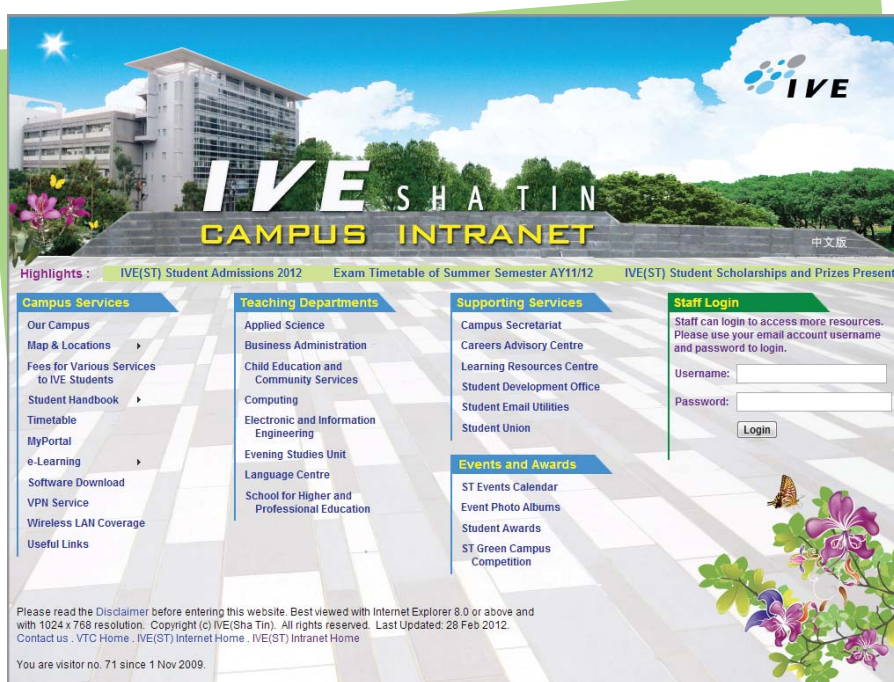 IVE
IVE SHATIN
CAMPUS INTRANET
中文版
Highlights : IVE(ST) Student Admissions 2012 Exam Timetable of Summer Semester AY11/12 IVE(ST) Student Scholarships and Prizes Present
Campus Services
Our Campus
Map & Locations
Fees for Various Services
to IVE Students
Student Handbook
Timetable
MyPortal
e-Learning
Software Download
VPN Service
Wireless LAN Coverage
Useful Links
Teaching Departments
Applied Science
Business Administration
Child Education and
Community Services
Computing
Electronic and Information
Engineering
Evening Studies Unit
Language Centre
School for Higher and
Professional Education
Supporting Services
Campus Secretariat
Careers Advisory Centre
Learning Resources Centre
Student Development Office
Student Email Utilities
Student Union
Events and Awards
ST Events Calendar
Event Photo Albums
Student Awards
ST Green Campus
Competition
Staff Login
Staff can login to access more resources.
Please use your email account username
and password to login.
Username:
Password:
Login
Please read the Disclaimer before entering this website. Best viewed with Internet Explorer 8.0 or above and
with 1024 x 768 resolution. Copyright (c) IVE(Sha Tin). All rights reserved. Last Updated: 28 Feb 2012.
Contact us . VTC Home . IVE(ST) Internet Home . IVE(ST) Intranet Home
You are visitor no. 71 since 1 Nov 2009.